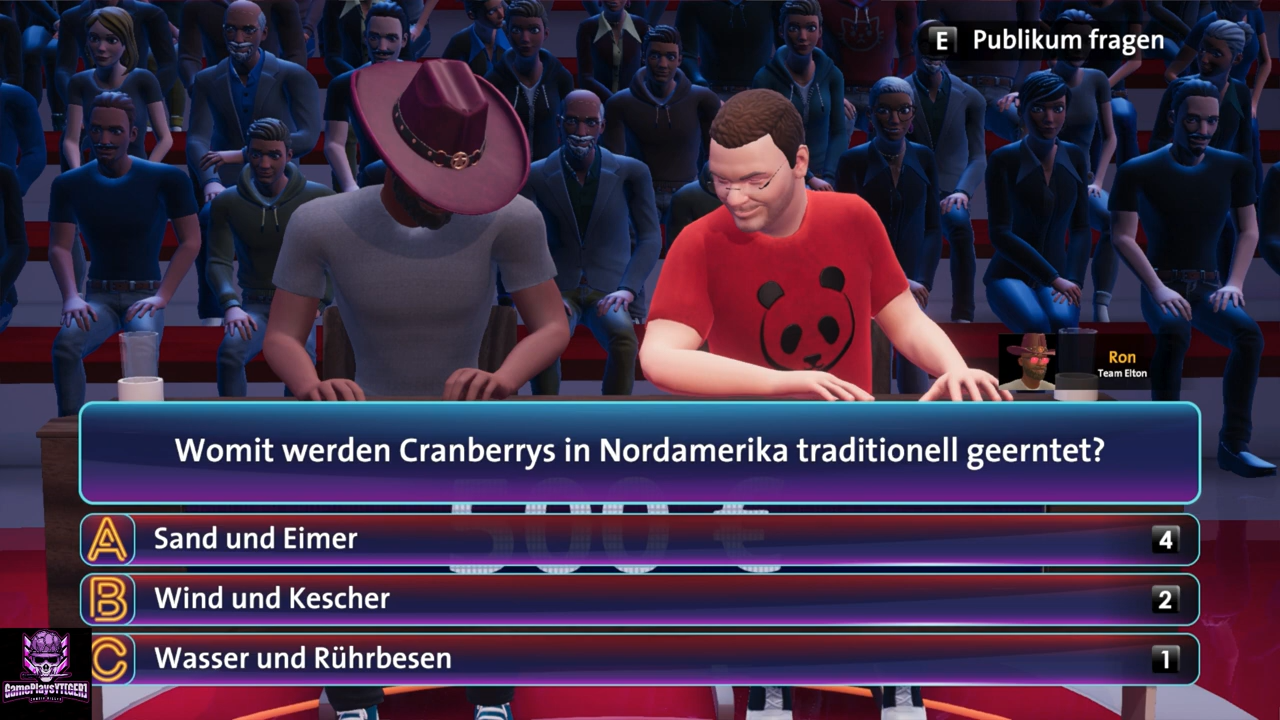 E Publikum fragen
Ron
Team Elton
Womit werden Cranberrys in Nordamerika traditionell geerntet?
500 €
A Sand und Eimer 4
B Wind und Kescher 2
C Wasser und Rührbesen 1